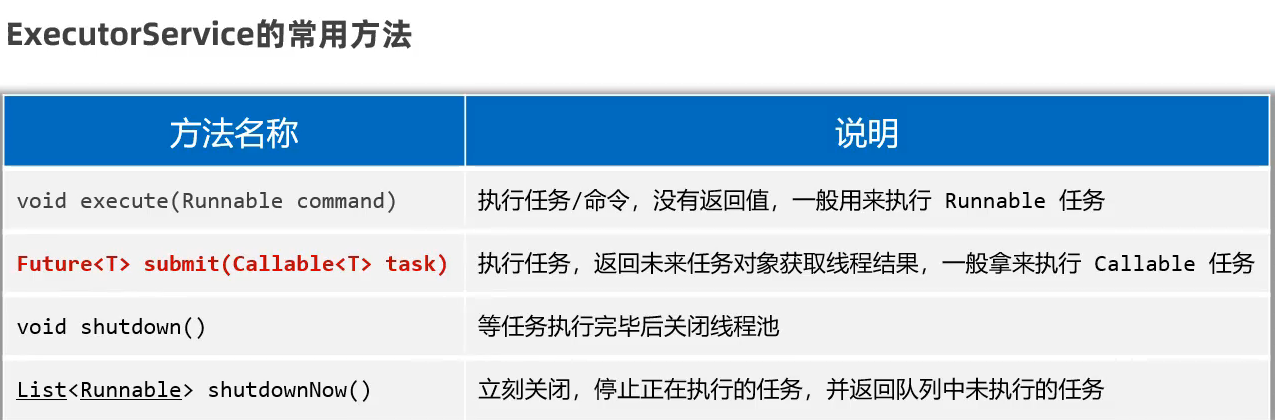 ExecutorService的常用方法
方法名称 说明
void execute(Runnable command) 执行任务/命令，没有返回值，一般用来执行 Runnable 任务
Future<T> submit(Callable<T> task) 执行任务，返回未来任务对象获取线程结果，一般拿来执行 Callable 任务
void shutdown() 等任务执行完毕后关闭线程池
List<Runnable> shutdownNow() 立刻关闭，停止正在执行的任务，并返回队列中未执行的任务